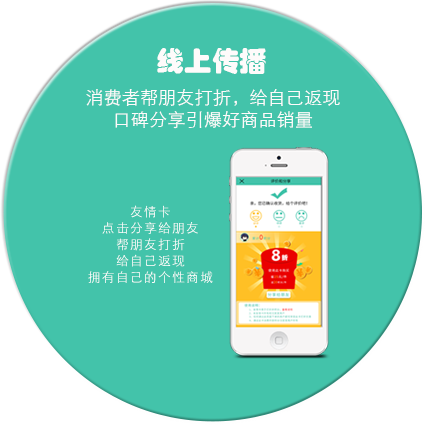 线上传播
消费者帮朋友打折，给自己返现
口碑分享引爆好商品销量
友情卡
点击分享给朋友
帮朋友打折
给自己返现
拥有自己的个性商城
8折